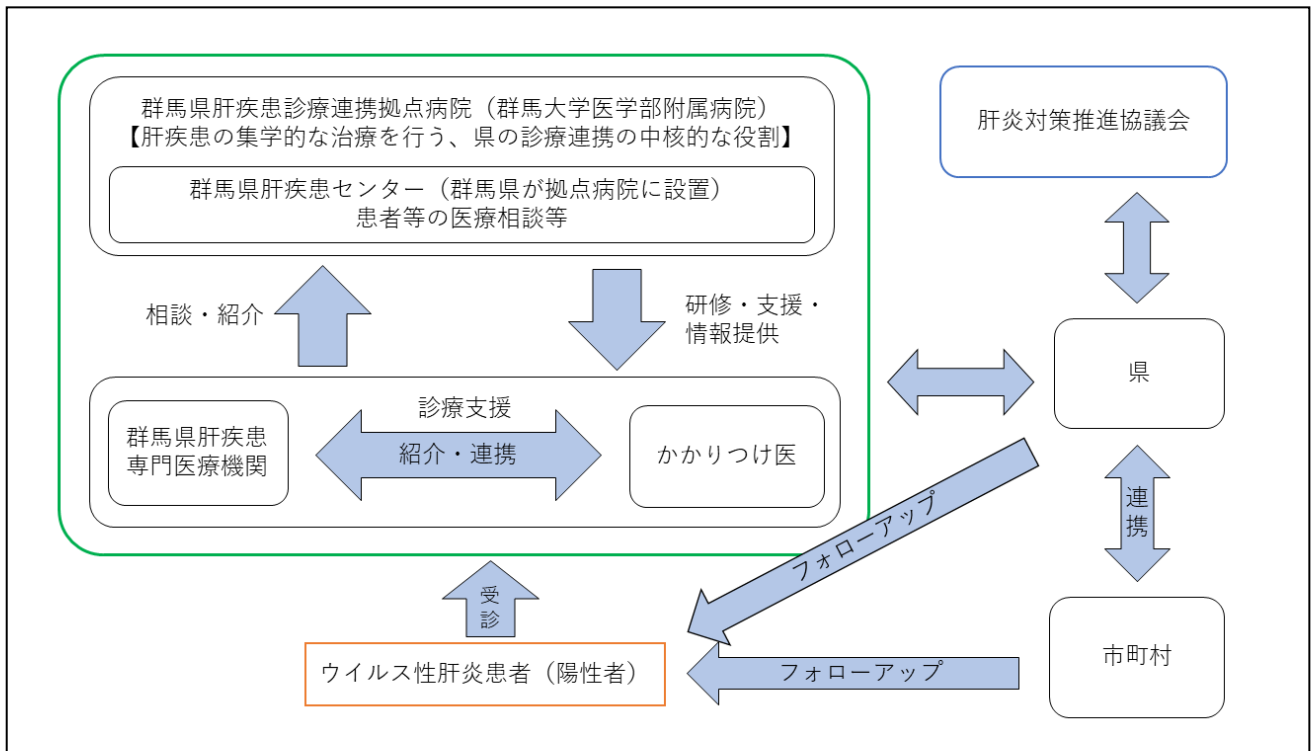 群馬県肝疾患診療連携拠点病院（群馬大学医学部附属病院）
【肝疾患の集学的な治療を行う、県の診療連携の中核的な役割】
群馬県肝疾患センター（群馬県が拠点病院に設置）
患者等の医療相談等
肝炎対策推進協議会
相談・紹介
研修・支援・
情報提供
県
診療支援
群馬県肝疾患
専門医療機関
紹介・連携
かかりつけ医
連携
フォローアップ
受診
ウイルス性肝炎患者（陽性者）
フォローアップ
市町村